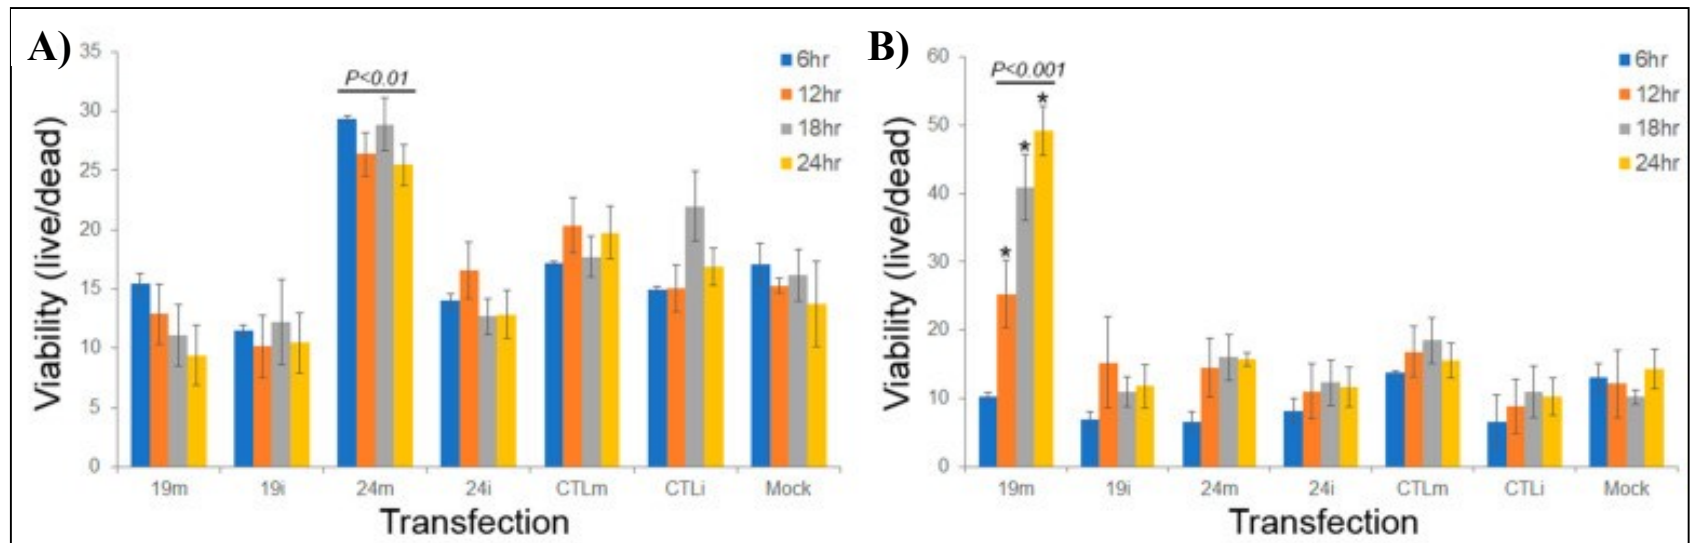 A)
Viability (live/dead)
35
30
25
20
15
10
5
0
P<0.01
6hr
12hr
18hr
24hr
19m 19i 24m 24i CTLm CTLi Mock
Transfection
B)
Viability (live/dead)
60
50
40
30
20
10
0
P<0.001
*
*
*
6hr
12hr
18hr
24hr
19m 19i 24m 24i CTLm CTLi Mock
Transfection